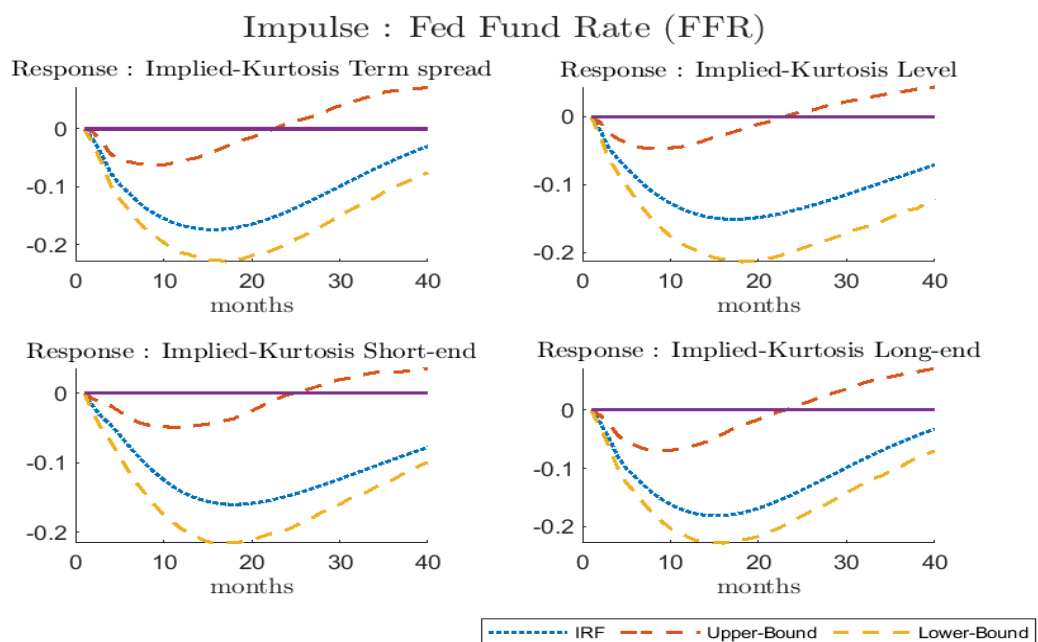 Impulse : Fed Fund Rate (FFR)
Response : Implied-Kurtosis Term spread
0
-0.1
-0.2
0 10 20 30 40
months
Response : Implied-Kurtosis Level
0
-0.1
-0.2
0 10 20 30 40
months
Response : Implied-Kurtosis Short-end
0
-0.1
-0.2
0 10 20 30 40
months
Response : Implied-Kurtosis Long-end
0
-0.1
-0.2
0 10 20 30 40
months
IRF Upper-Bound Lower-Bound